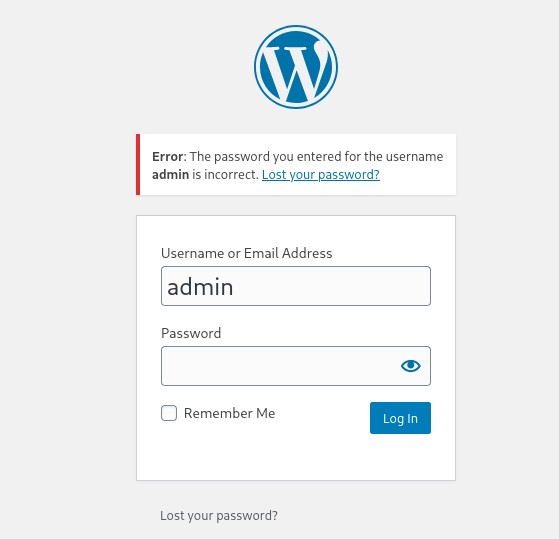 Error: The password you entered for the username
admin is incorrect. Lost your password?
Username or Email Address
admin
Password
Remember Me
Log In
Lost your password?